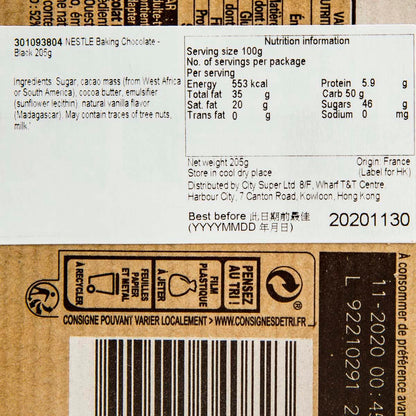 301093804 NESTLE Baking Chocolate -
Black 205g
Ingredients: Sugar, cacao mass (from West Africa
or South America), cocoa butter, emulsifier
(sunflower lecithin), natural vanilla flavor
(Madagascar). May contain traces of tree nuts,
milk.
Nutrition information
Serving size 100g
No. of servings per package
Per serving
Energy 553 kcal Protein 5.9 g
Total fat 35 g Carb 50 g
Sat. fat 20 g Sugars 46 g
Trans fat 0 g Sodium 0 mg
Net weight 205g Origin: France
Store in cool dry place (Label for HK)
Distributed by City Super Ltd. 8/F, Wharf T&T Centre,
Harbour City, 7 Canton Road, Kowloon, Hong Kong
Best before 此日期前最佳
(YYYYMMDD 年月日) 20201130
À RECYCLER
FEUILLES
PAPIER
ET MÉTAL
À JETER
FILM
PLASTIQUE
PENSEZ
AU TRI !
CONSIGNE POUVANT VARIER LOCALEMENT > WWW.CONSIGNESDETRI.FR
À consommer de préférence
11-2020 00:4
L 92210291 2